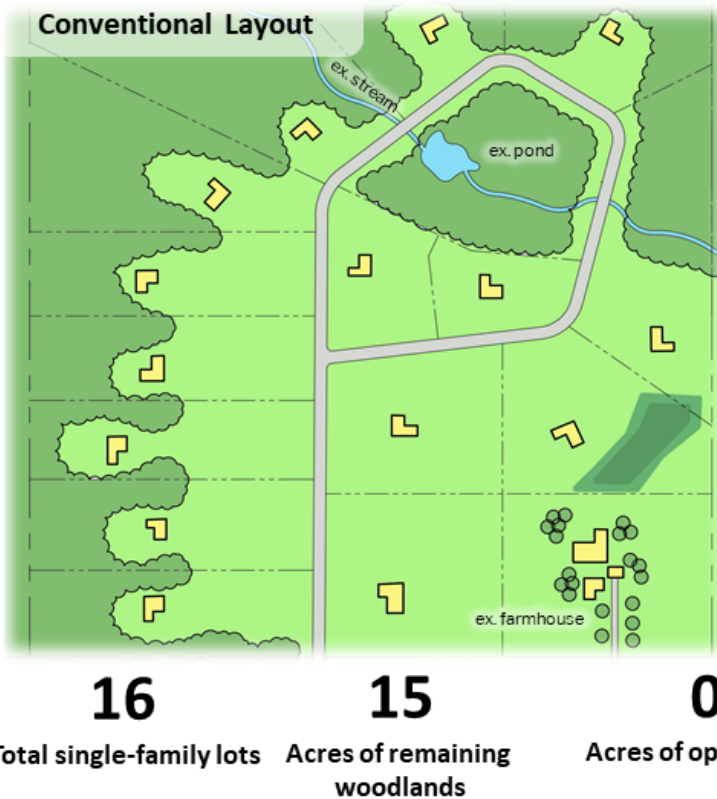 Conventional Layout
ex. stream
ex. pond
ex. farmhouse
16 15 0
otal single-family lots Acres of remaining Acres of op
woodlands